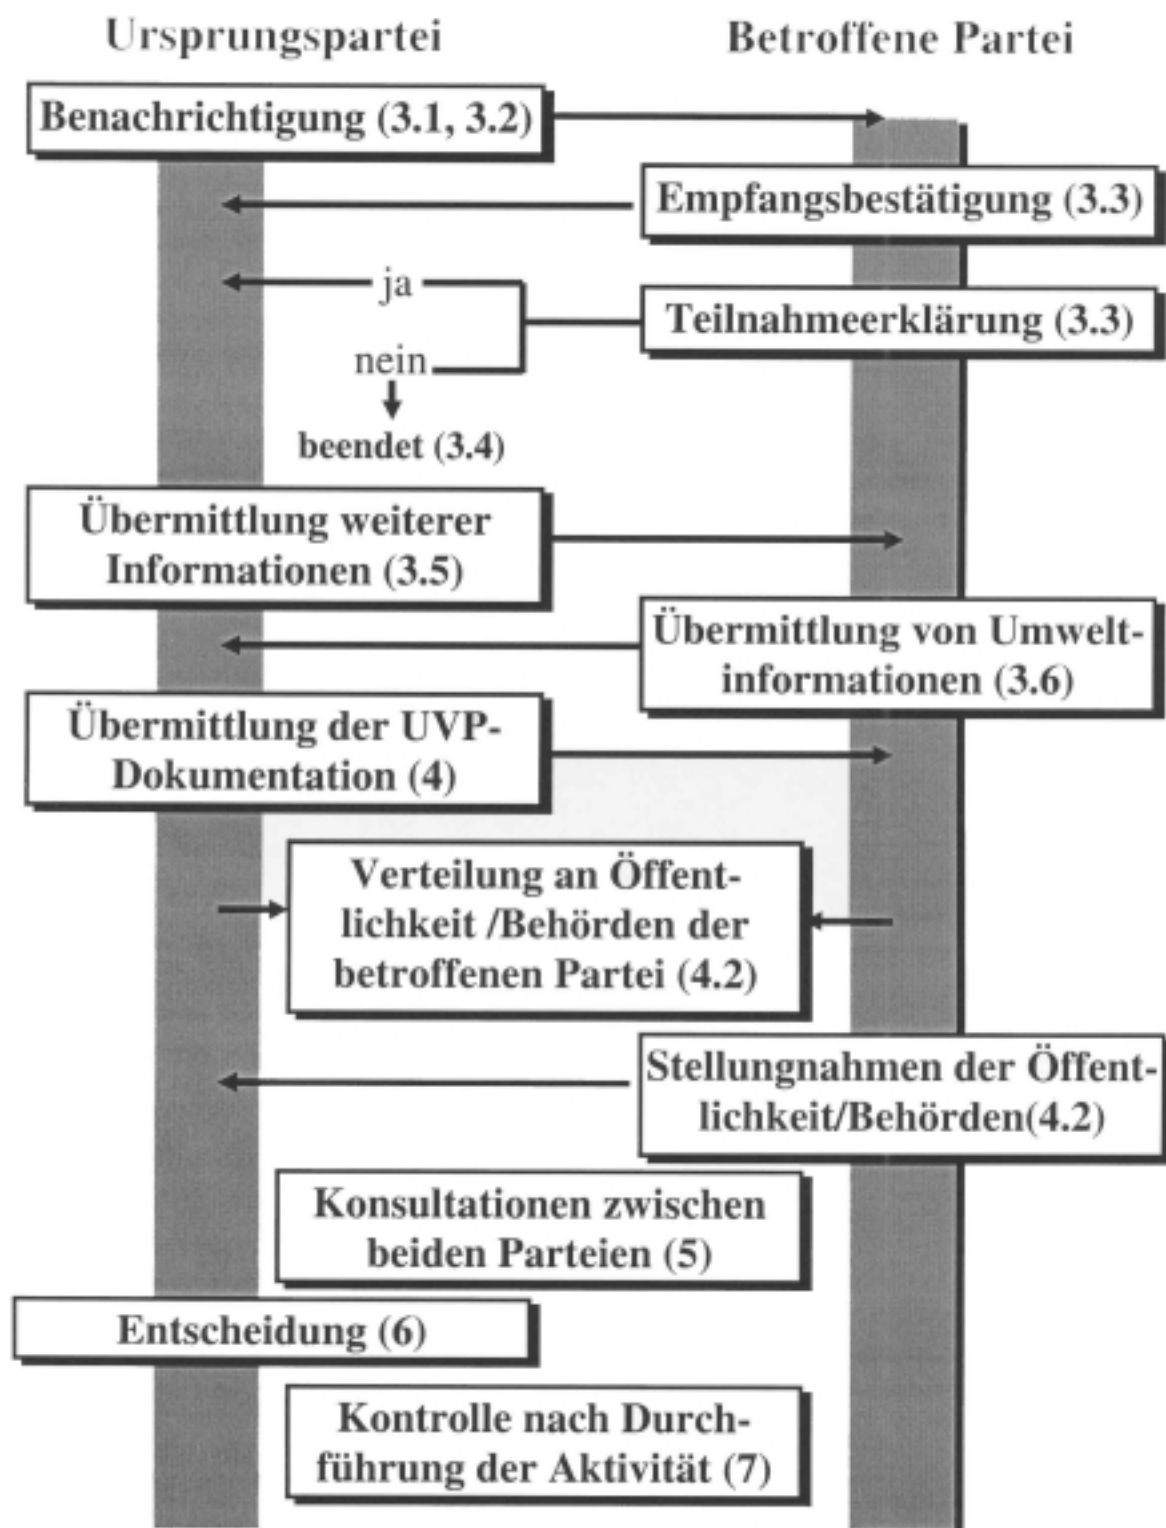 Ursprungspartei
Betroffene Partei
Benachrichtigung (3.1, 3.2)
Empfangsbestätigung (3.3)
ja
Teilnahmeerklärung (3.3)
nein
beendet (3.4)
Übermittlung weiterer
Informationen (3.5)
Übermittlung von Umwelt-
informationen (3.6)
Übermittlung der UVP-
Dokumentation (4)
Verteilung an Öffent-
lichkeit /Behörden der
betroffenen Partei (4.2)
Stellungnahmen der Öffent-
lichkeit/Behörden(4.2)
Konsultationen zwischen
beiden Parteien (5)
Entscheidung (6)
Kontrolle nach Durch-
führung der Aktivität (7)